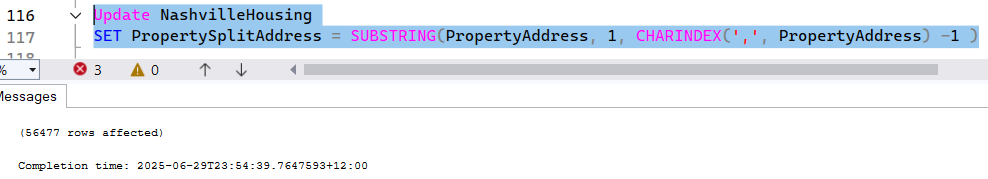 116 Update NashvilleHousing
117 SET PropertySplitAddress = SUBSTRING(PropertyAddress, 1, CHARINDEX(',', PropertyAddress) -1 )
118
% 3 0
Messages
(56477 rows affected)
Completion time: 2025-06-29T23:54:39.7647593+12:00